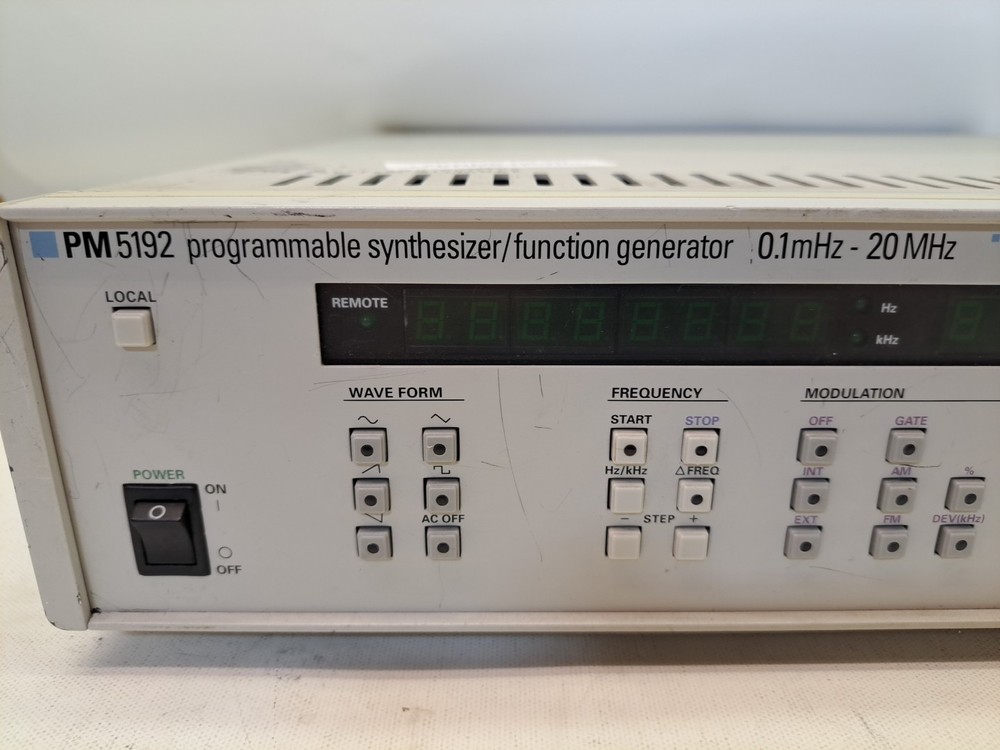 PM 5192 programmable synthesizer/function generator 0.1mHz - 20 MHz
LOCAL
REMOTE
Hz
kHz
WAVE FORM
FREQUENCY
MODULATION
START STOP
OFF GATE
Hz/kHz △FREQ
INT AM %
POWER
ON
AC OFF
− STEP +
EXT FM DEV(kHz)
OFF